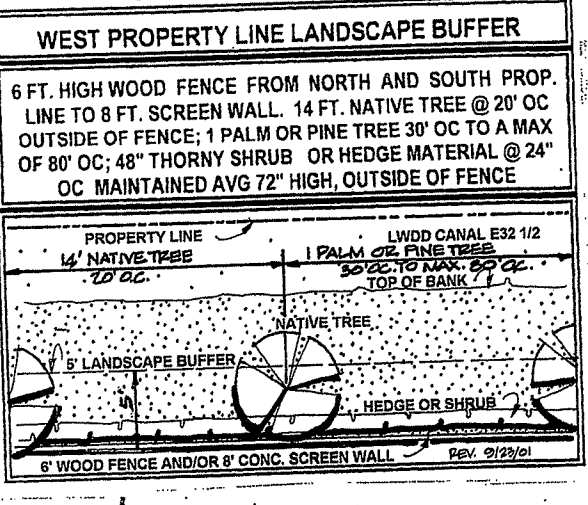 WEST PROPERTY LINE LANDSCAPE BUFFER
6 FT. HIGH WOOD FENCE FROM NORTH AND SOUTH PROP.
LINE TO 8 FT. SCREEN WALL. 14 FT. NATIVE TREE @ 20' OC
OUTSIDE OF FENCE; 1 PALM OR PINE TREE 30' OC TO A MAX
OF 80' OC; 48" THORNY SHRUB OR HEDGE MATERIAL @ 24"
OC MAINTAINED AVG 72" HIGH, OUTSIDE OF FENCE
PROPERTY LINE
LWDD CANAL E32 1/2
14' NATIVE TREE
20' O.C.
1 PALM OR PINE TREE
30' OC. TO MAX. 80' OC.
TOP OF BANK
NATIVE TREE
5' LANDSCAPE BUFFER
5'
HEDGE OR SHRUB
6' WOOD FENCE AND/OR 8' CONC. SCREEN WALL
REV. 9/23/01